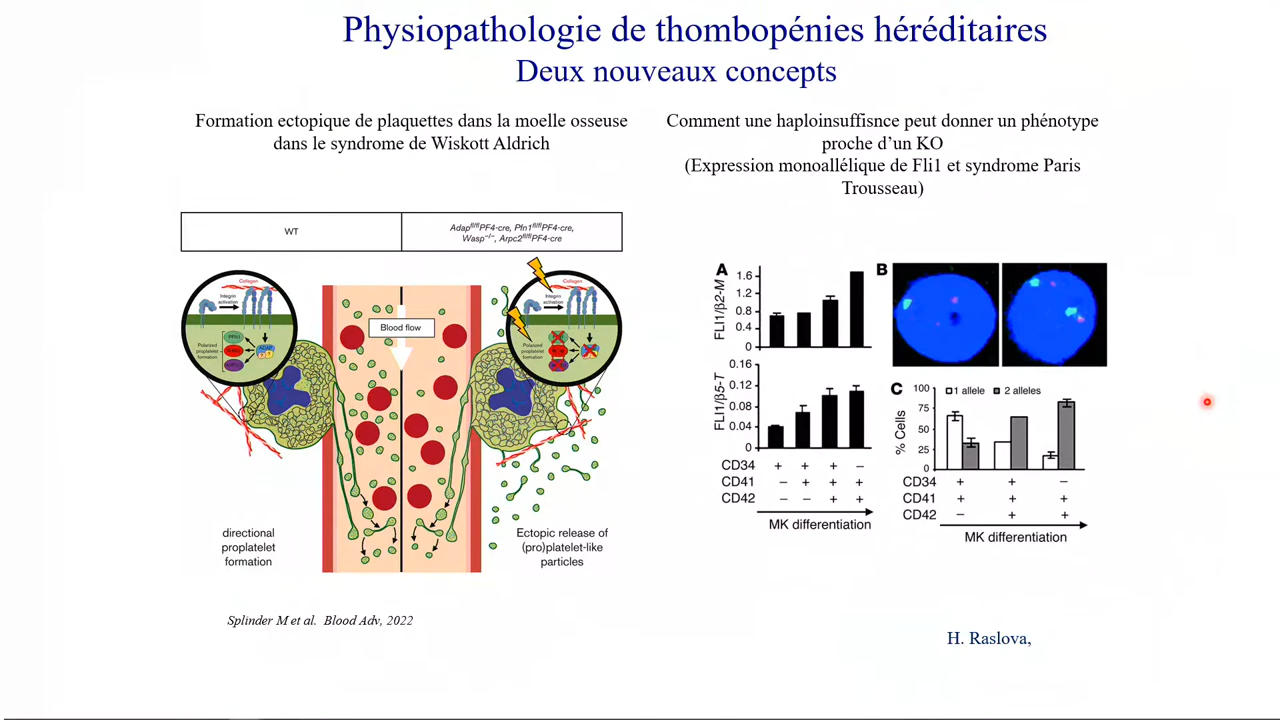 Physiopathologie de thombopénies héréditaires
Deux nouveaux concepts
Formation ectopique de plaquettes dans la moelle osseuse
dans le syndrome de Wiskott Aldrich
Comment une haploinsuffisnce peut donner un phénotype
proche d'un KO
(Expression monoallélique de Fli1 et syndrome Paris
Trousseau)
WT
Adap^fl/fl PF4-cre, Pfn1^fl/fl PF4-cre,
Wasp^-/-, Arpc2^fl/fl PF4-cre
Collagen
Integrin
activation
PFN1
ADAP
Polarized
proplatelet
formation
Blood flow
Collagen
Integrin
activation
Polarized
proplatelet
formation
directional
proplatelet
formation
Ectopic release of
(pro)platelet-like
particles
Splinder M et al. Blood Adv, 2022
A
FLI1/β2-M
1.6
1.2
0.8
0.4
0
FLI1/β5-T
0.16
0.12
0.08
0.04
0
CD34 + + + −
CD41 − + + +
CD42 − − + +
MK differentiation
B
C
% Cells
100
75
50
25
0
1 allele 2 alleles
CD34 + + −
CD41 + + +
CD42 − + +
MK differentiation
H. Raslova,